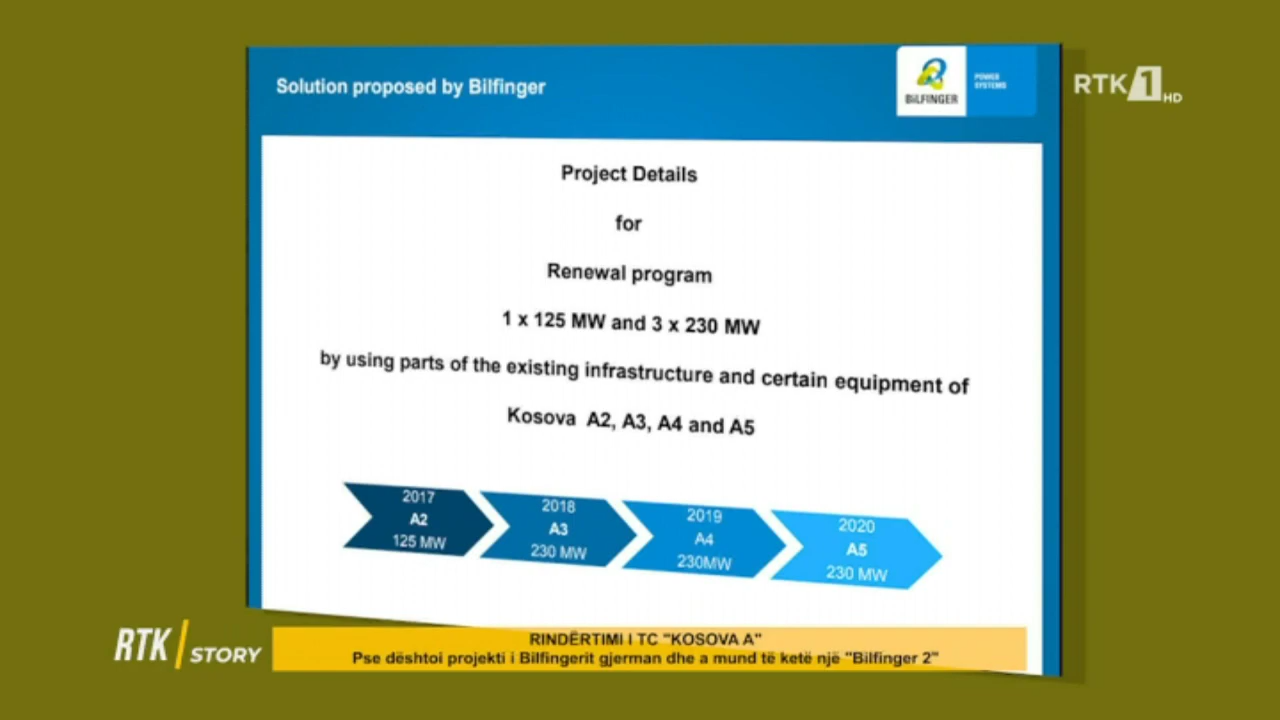 Solution proposed by Bilfinger
BILFINGER
POWER
SYSTEMS
RTK 1 HD
Project Details
for
Renewal program
1 x 125 MW and 3 x 230 MW
by using parts of the existing infrastructure and certain equipment of
Kosova A2, A3, A4 and A5
2017
A2
125 MW
2018
A3
230 MW
2019
A4
230MW
2020
A5
230 MW
RTK / STORY
RINDËRTIMI I TC "KOSOVA A"
Pse dështoi projekti i Bilfingerit gjerman dhe a mund të ketë një "Bilfinger 2"